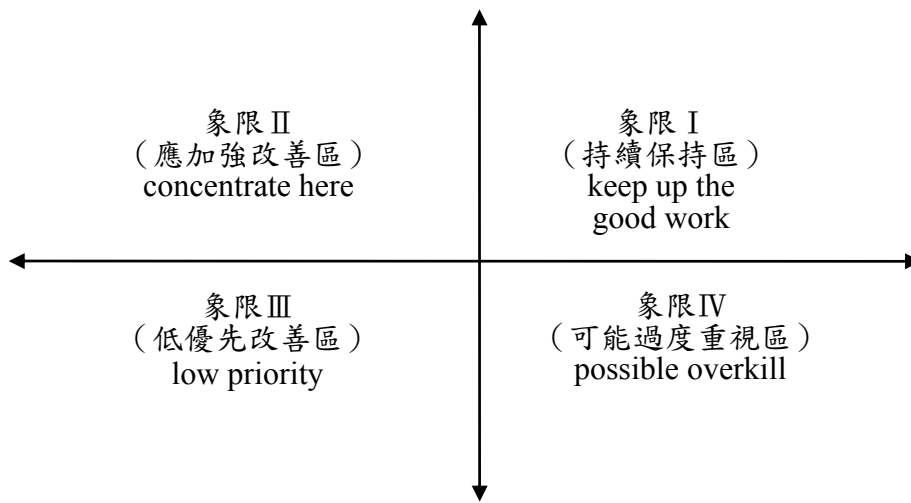 象限Ⅱ
（應加強改善區）
concentrate here
象限Ⅰ
（持續保持區）
keep up the
good work
象限Ⅲ
（低優先改善區）
low priority
象限Ⅳ
（可能過度重視區）
possible overkill